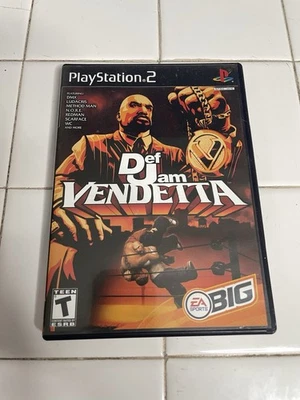 PlayStation 2
FEATURING:
DMX
LUDACRIS
METHOD MAN
N.O.R.E.
REDMAN
SCARFACE
WC
AND MORE
Def
Jam
VENDETTA
TEEN
T
ESRB
EA
SPORTS
BIG